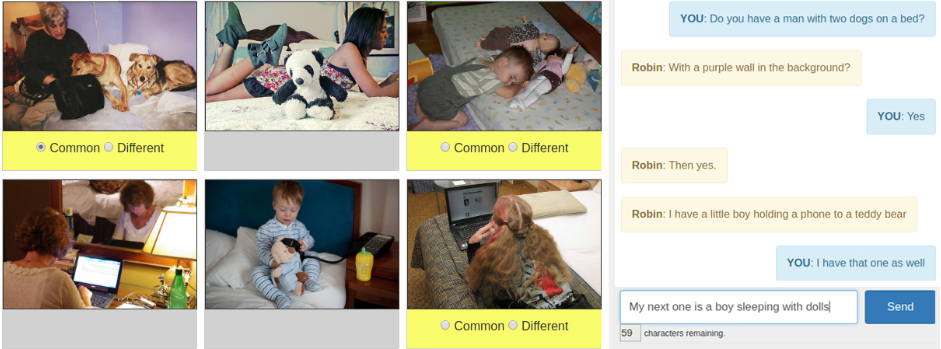 Common Different
Common Different
Common Different
YOU: Do you have a man with two dogs on a bed?
Robin: With a purple wall in the background?
YOU: Yes
Robin: Then yes.
Robin: I have a little boy holding a phone to a teddy bear
YOU: I have that one as well
My next one is a boy sleeping with dolls
Send
59 characters remaining.